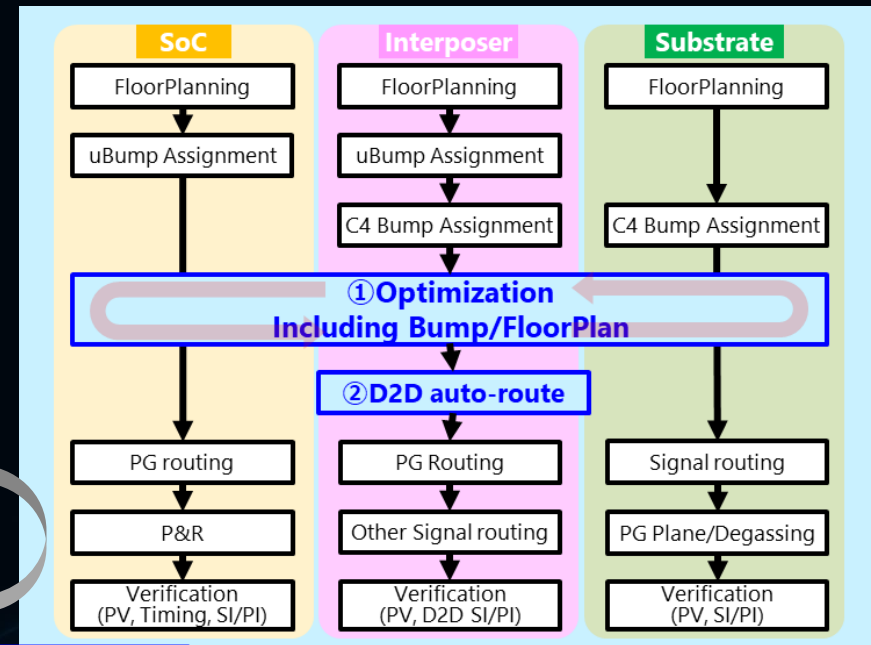 SoC
Interposer
Substrate
FloorPlanning
FloorPlanning
FloorPlanning
uBump Assignment
uBump Assignment
C4 Bump Assignment
C4 Bump Assignment
①Optimization
Including Bump/FloorPlan
②D2D auto-route
PG routing
PG Routing
Signal routing
P&R
Other Signal routing
PG Plane/Degassing
Verification
(PV, Timing, SI/PI)
Verification
(PV, D2D SI/PI)
Verification
(PV, SI/PI)